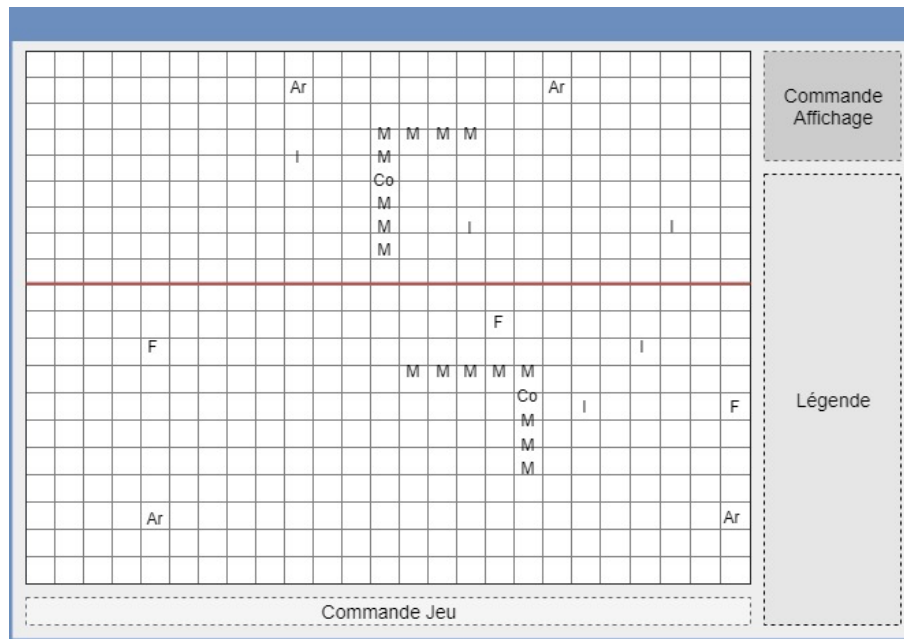 Ar Ar
Commande
Affichage
M M M M
I M
Co
M
M I I
M
F
F I
M M M M M
Co
I F
Légende
M
M
M
Ar Ar
Commande Jeu